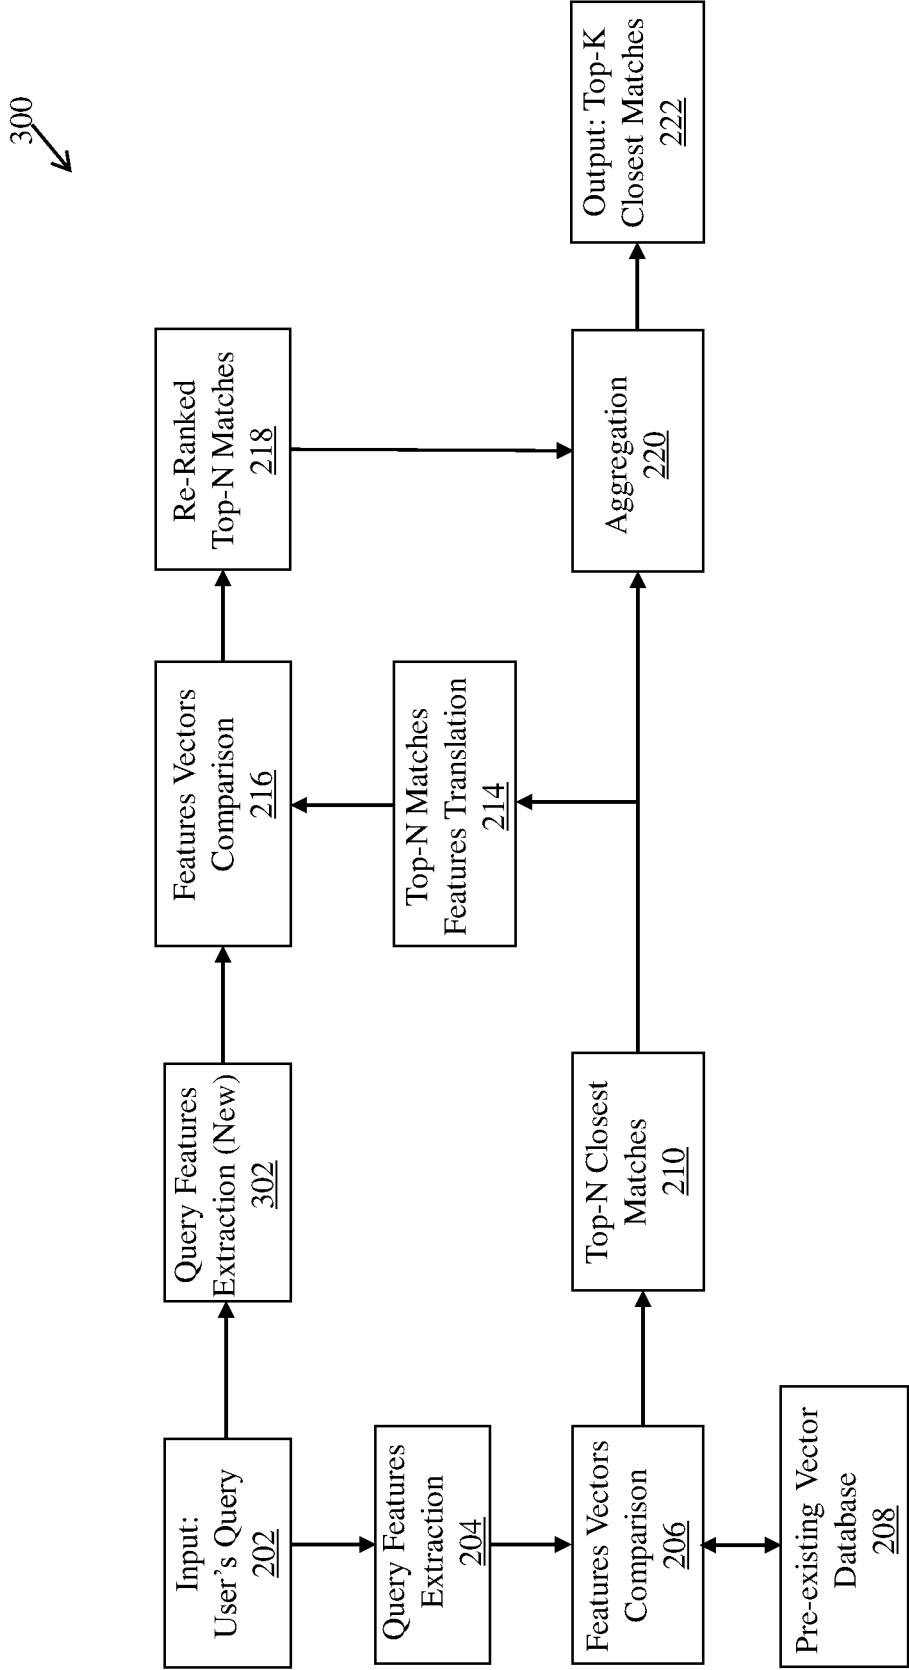 300
Input:
User's Query
202
Query Features
Extraction (New)
302
Features Vectors
Comparison
216
Re-Ranked
Top-N Matches
218
Query Features
Extraction
204
Top-N Matches
Features Translation
214
Features Vectors
Comparison
206
Top-N Closest
Matches
210
Aggregation
220
Output: Top-K
Closest Matches
222
Pre-existing Vector
Database
208